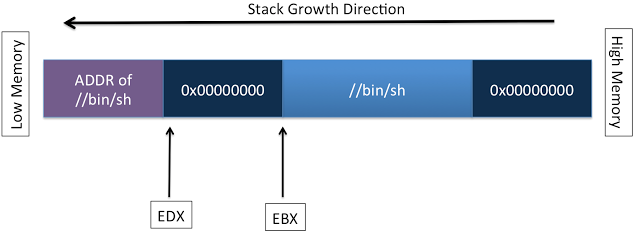 Stack Growth Direction
Low Memory
ADDR of
//bin/sh
0x00000000
//bin/sh
0x00000000
High Memory
EDX
EBX